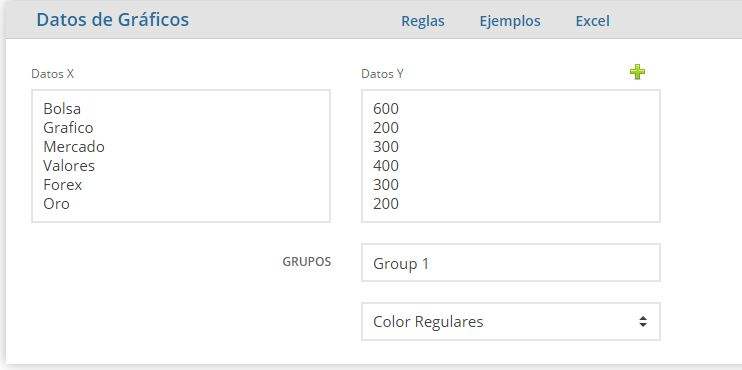 Datos de Gráficos Reglas Ejemplos Excel
Datos X Datos Y
Bolsa
Grafico
Mercado
Valores
Forex
Oro
600
200
300
400
300
200
GRUPOS Group 1
Color Regulares